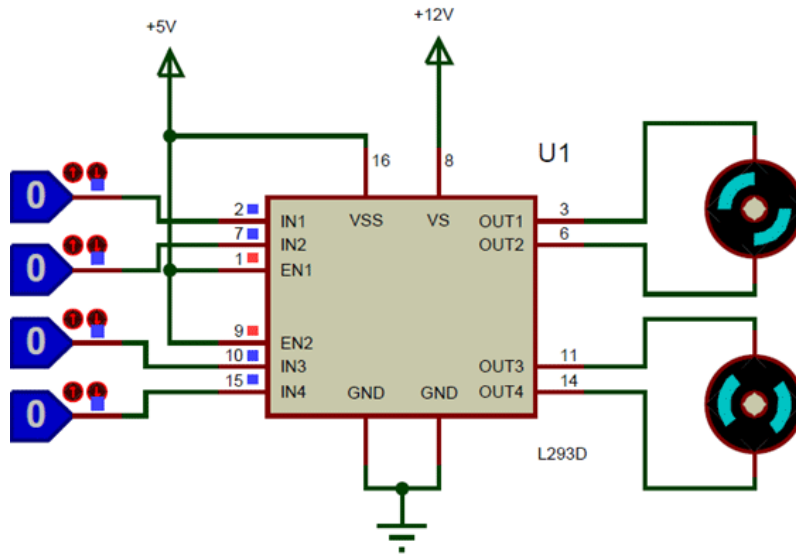 +5V
+12V
U1
16
8
0
2
IN1
VSS
VS
OUT1
3
7
IN2
OUT2
6
0
1
EN1
0
9
EN2
10
IN3
OUT3
11
15
IN4
GND
GND
OUT4
14
0
L293D